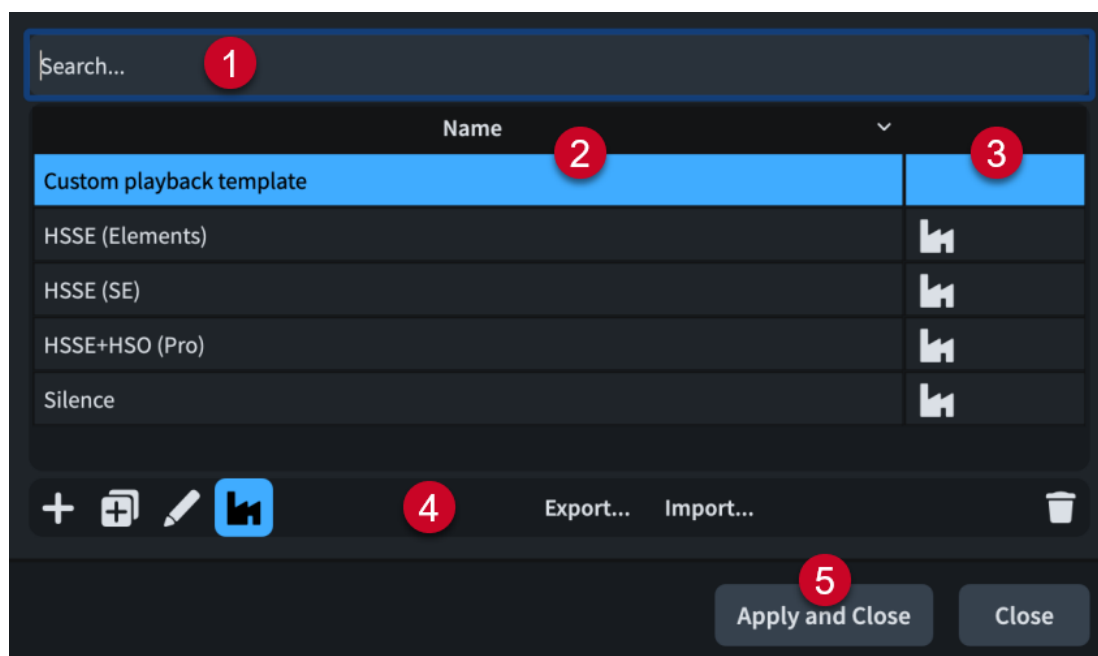 Search...
1
Name
2
3
Custom playback template
HSSE (Elements)
HSSE (SE)
HSSE+HSO (Pro)
Silence
4
Export... Import...
5
Apply and Close Close